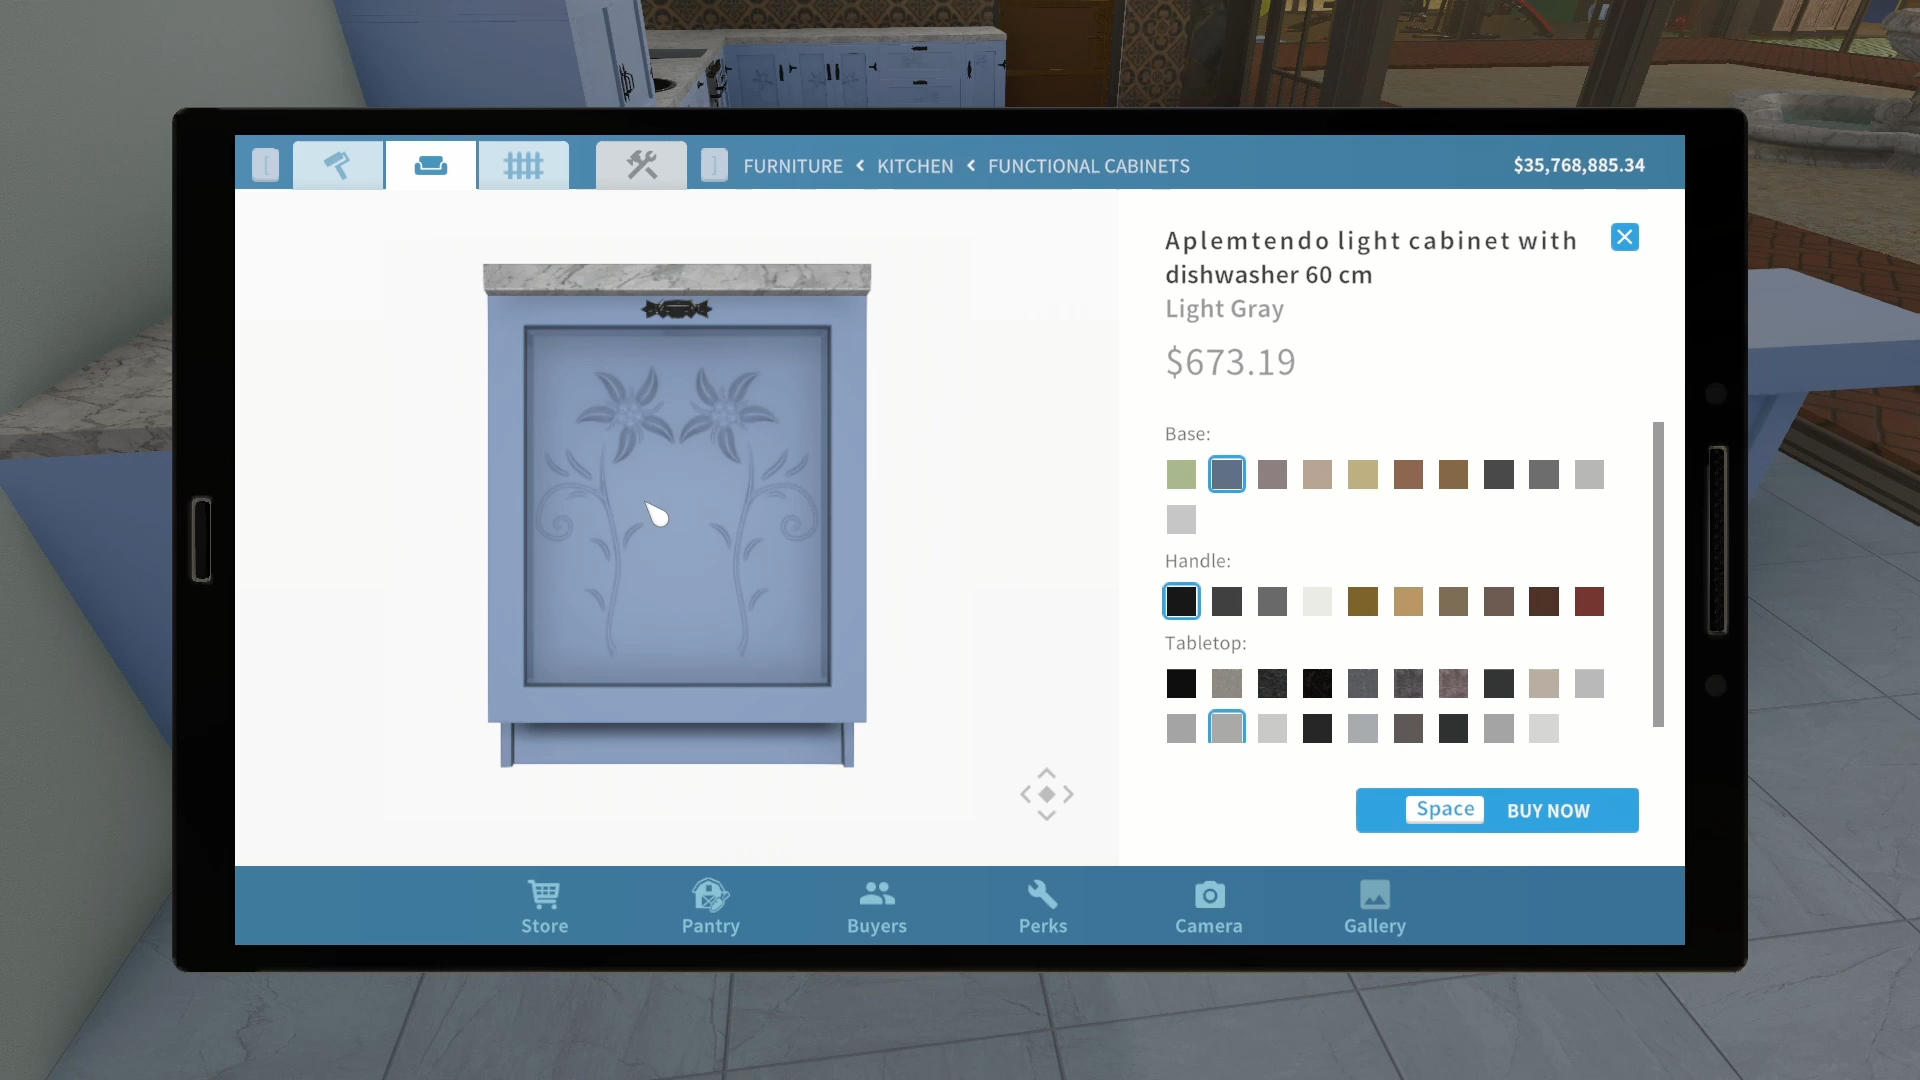 [
]
FURNITURE < KITCHEN < FUNCTIONAL CABINETS
$35,768,885.34
Aplemtendo light cabinet with
dishwasher 60 cm
Light Gray
$673.19
Base:
Handle:
Tabletop:
Space BUY NOW
Store
Pantry
Buyers
Perks
Camera
Gallery